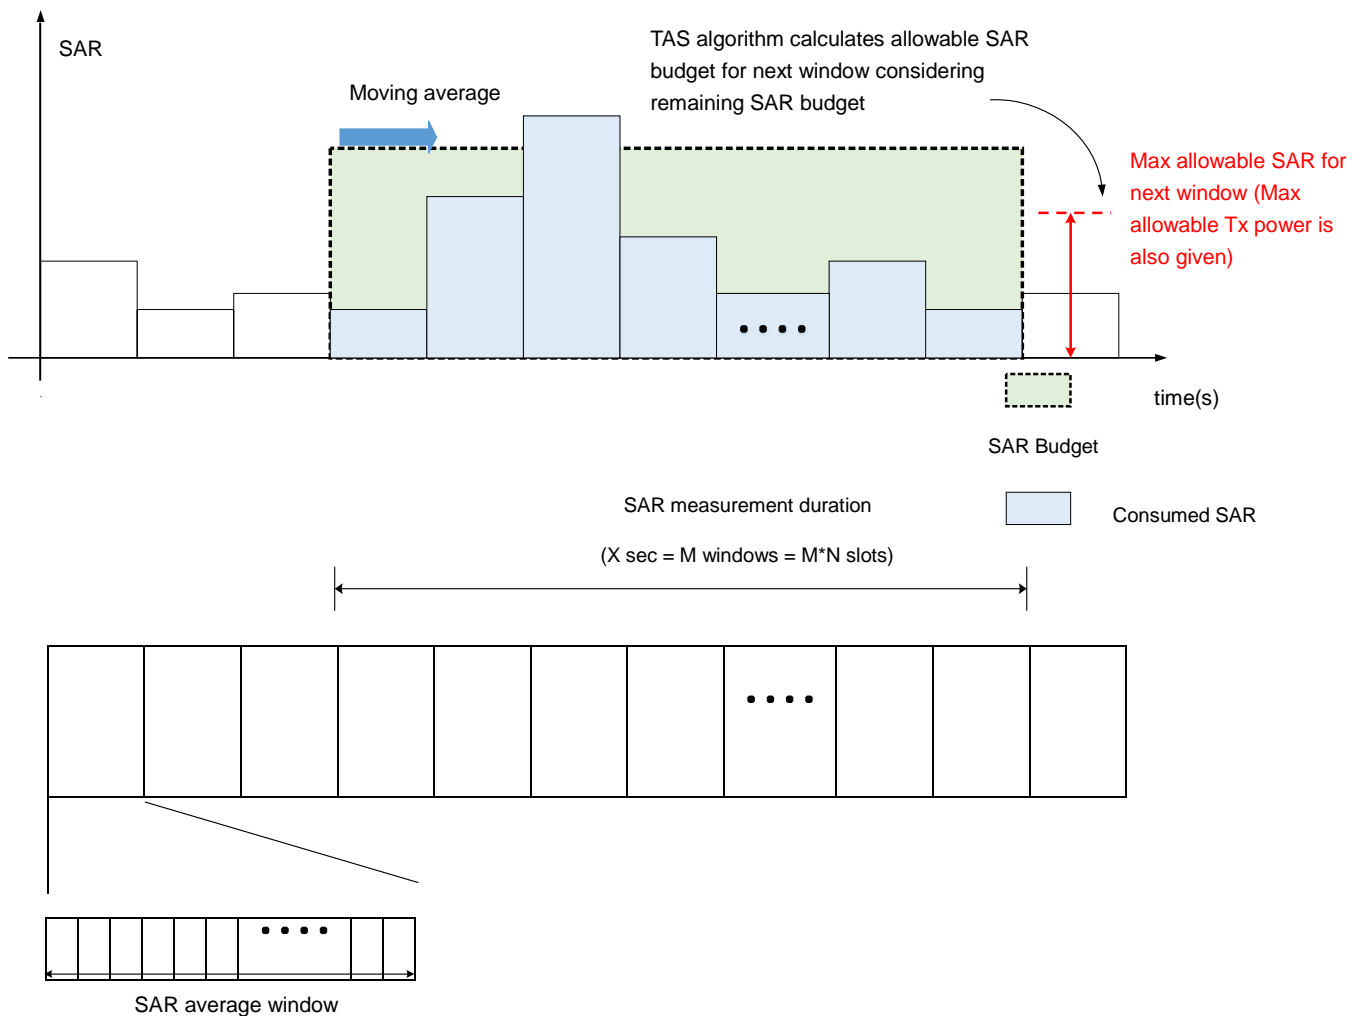 SAR
TAS algorithm calculates allowable SAR
budget for next window considering
remaining SAR budget
Moving average
Max allowable SAR for
next window (Max
allowable Tx power is
also given)
time(s)
SAR Budget
SAR measurement duration
Consumed SAR
(X sec = M windows = M*N slots)
SAR average window